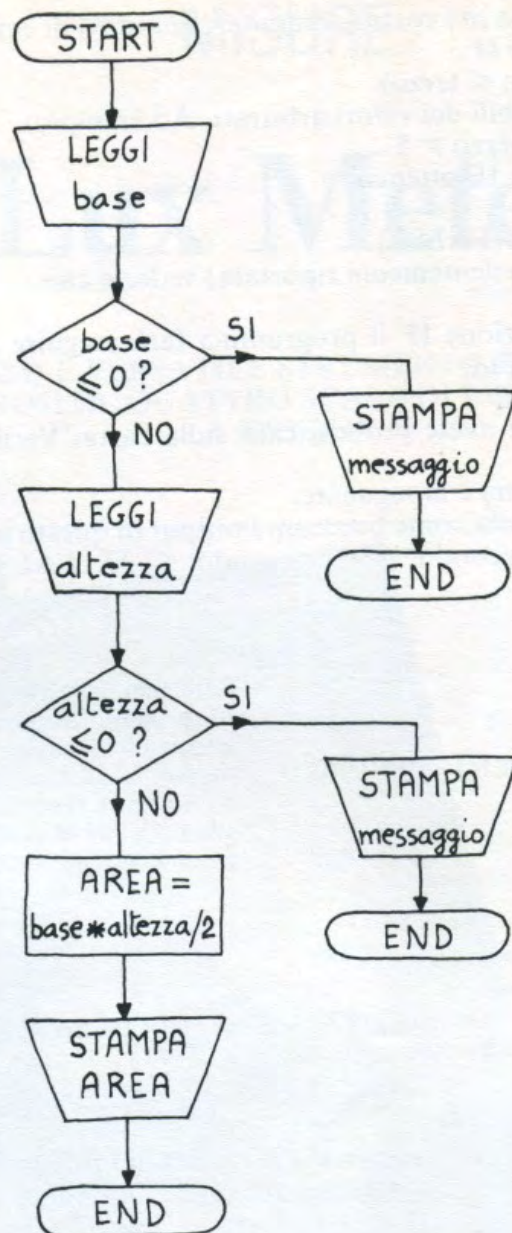 START
LEGGI
base
base
≤ 0 ?
SI
NO
STAMPA
messaggio
END
LEGGI
altezza
altezza
≤ 0 ?
SI
NO
STAMPA
messaggio
END
AREA =
base*altezza/2
STAMPA
AREA
END